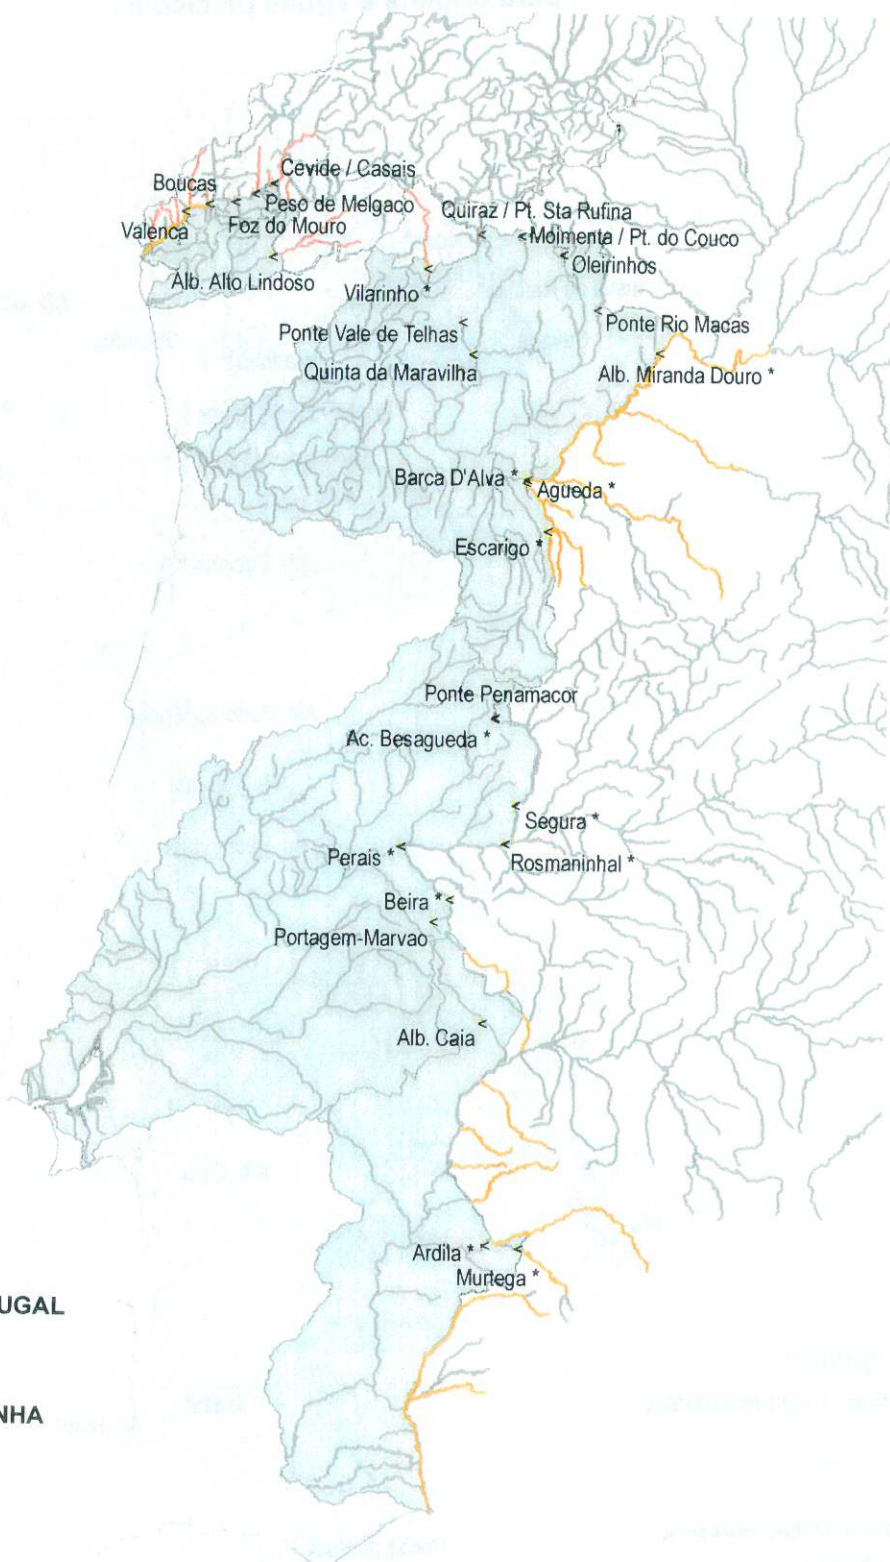 Cevide / Casais
Boucas
Peso de Melgaco
Quiraz / Pt. Sta Rufina
Valenca
Foz do Mouro
Moimenta / Pt. do Couco
Oleirinhos
Alb. Alto Lindoso
Vilarinho *
Ponte Rio Macas
Ponte Vale de Telhas
Quinta da Maravilha
Alb. Miranda Douro *
Barca D'Alva *
Agueda *
Escarigo *
Ponte Penamacor
Ac. Besagueda *
Segura *
Perais *
Rosmaninhal *
Beira *
Portagem-Marvao
Alb. Caia
Ardila *
Murtega *
UGAL
NHA